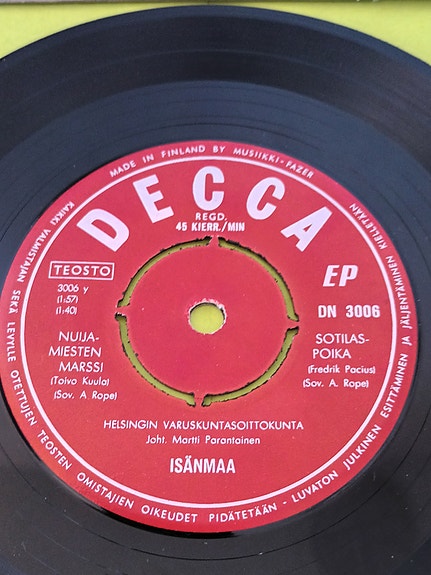 MADE IN FINLAND BY MUSIIKKI-FAZER
DECCA
REGD.
45 KIERR./MIN
TEOSTO
EP
3006 y
(1:57)
(1:40)
DN 3006
NUIJA-
MIESTEN
MARSSI
(Toivo Kuula)
(Sov. A. Rope)
SOTILAS-
POIKA
(Fredrik Pacius)
(Sov. A. Rope)
HELSINGIN VARUSKUNTASOITTOKUNTA
Joht. Martti Parantainen
ISÄNMAA
KAIKKI VALMISTAJAN SEKÄ LEVYLLE OTETTUJEN TEOSTEN OMISTAJIEN OIKEUDET PIDÄTETÄÄN - LUVATON JULKINEN ESITTÄMINEN JA JÄLJENTÄMINEN KIELLETÄÄN